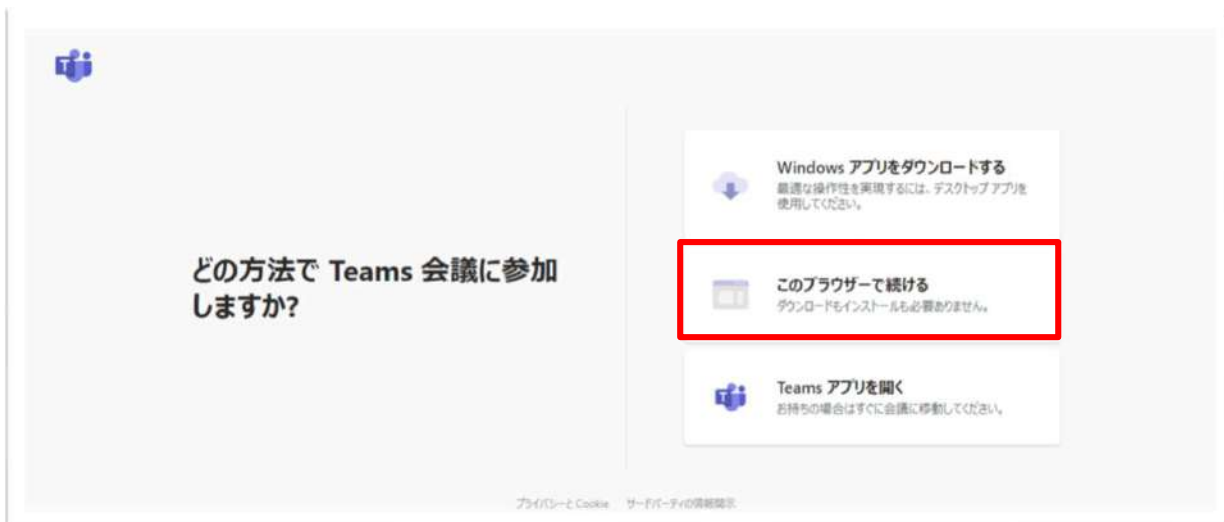 どの方法で Teams 会議に参加
しますか?
Windows アプリをダウンロードする
最適な操作性を実現するには、デスクトップ アプリを
使用してください。
このブラウザーで続ける
ダウンロードもインストールも必要ありません。
Teams アプリを開く
お持ちの場合はすぐに会議に移動してください。
プライバシーと Cookie
サードパーティの情報開示